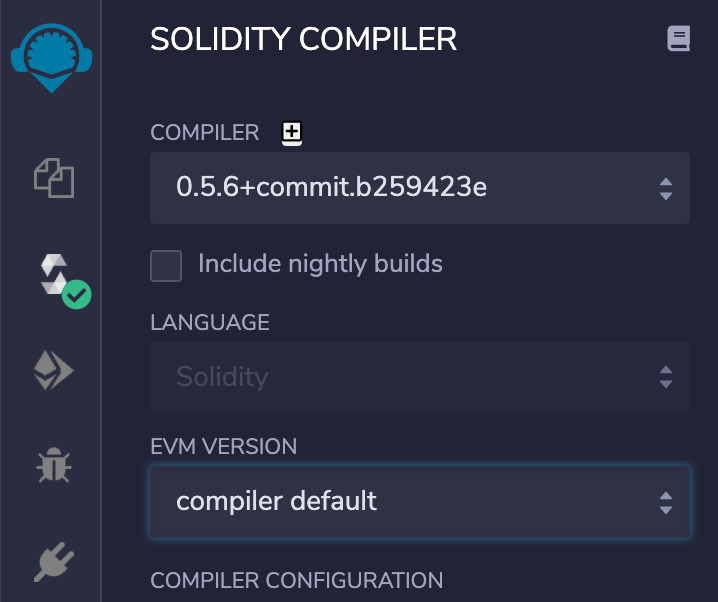 SOLIDITY COMPILER
COMPILER
0.5.6+commit.b259423e
Include nightly builds
LANGUAGE
Solidity
EVM VERSION
compiler default
COMPILER CONFIGURATION